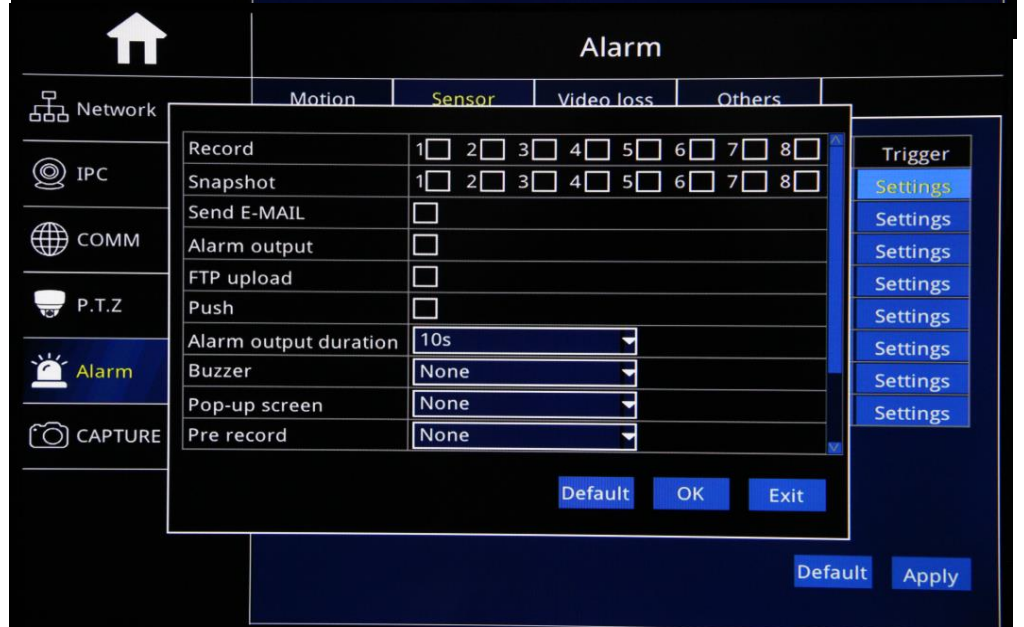 Alarm
Network
Motion Sensor Video loss Others
Record 1 2 3 4 5 6 7 8
Trigger
IPC
Snapshot 1 2 3 4 5 6 7 8
Settings
Send E-MAIL
Settings
COMM
Alarm output
Settings
FTP upload
Settings
P.T.Z
Push
Settings
Alarm output duration 10s
Settings
Alarm
Buzzer None
Settings
Pop-up screen None
Settings
CAPTURE
Pre record None
Default OK Exit
Default Apply